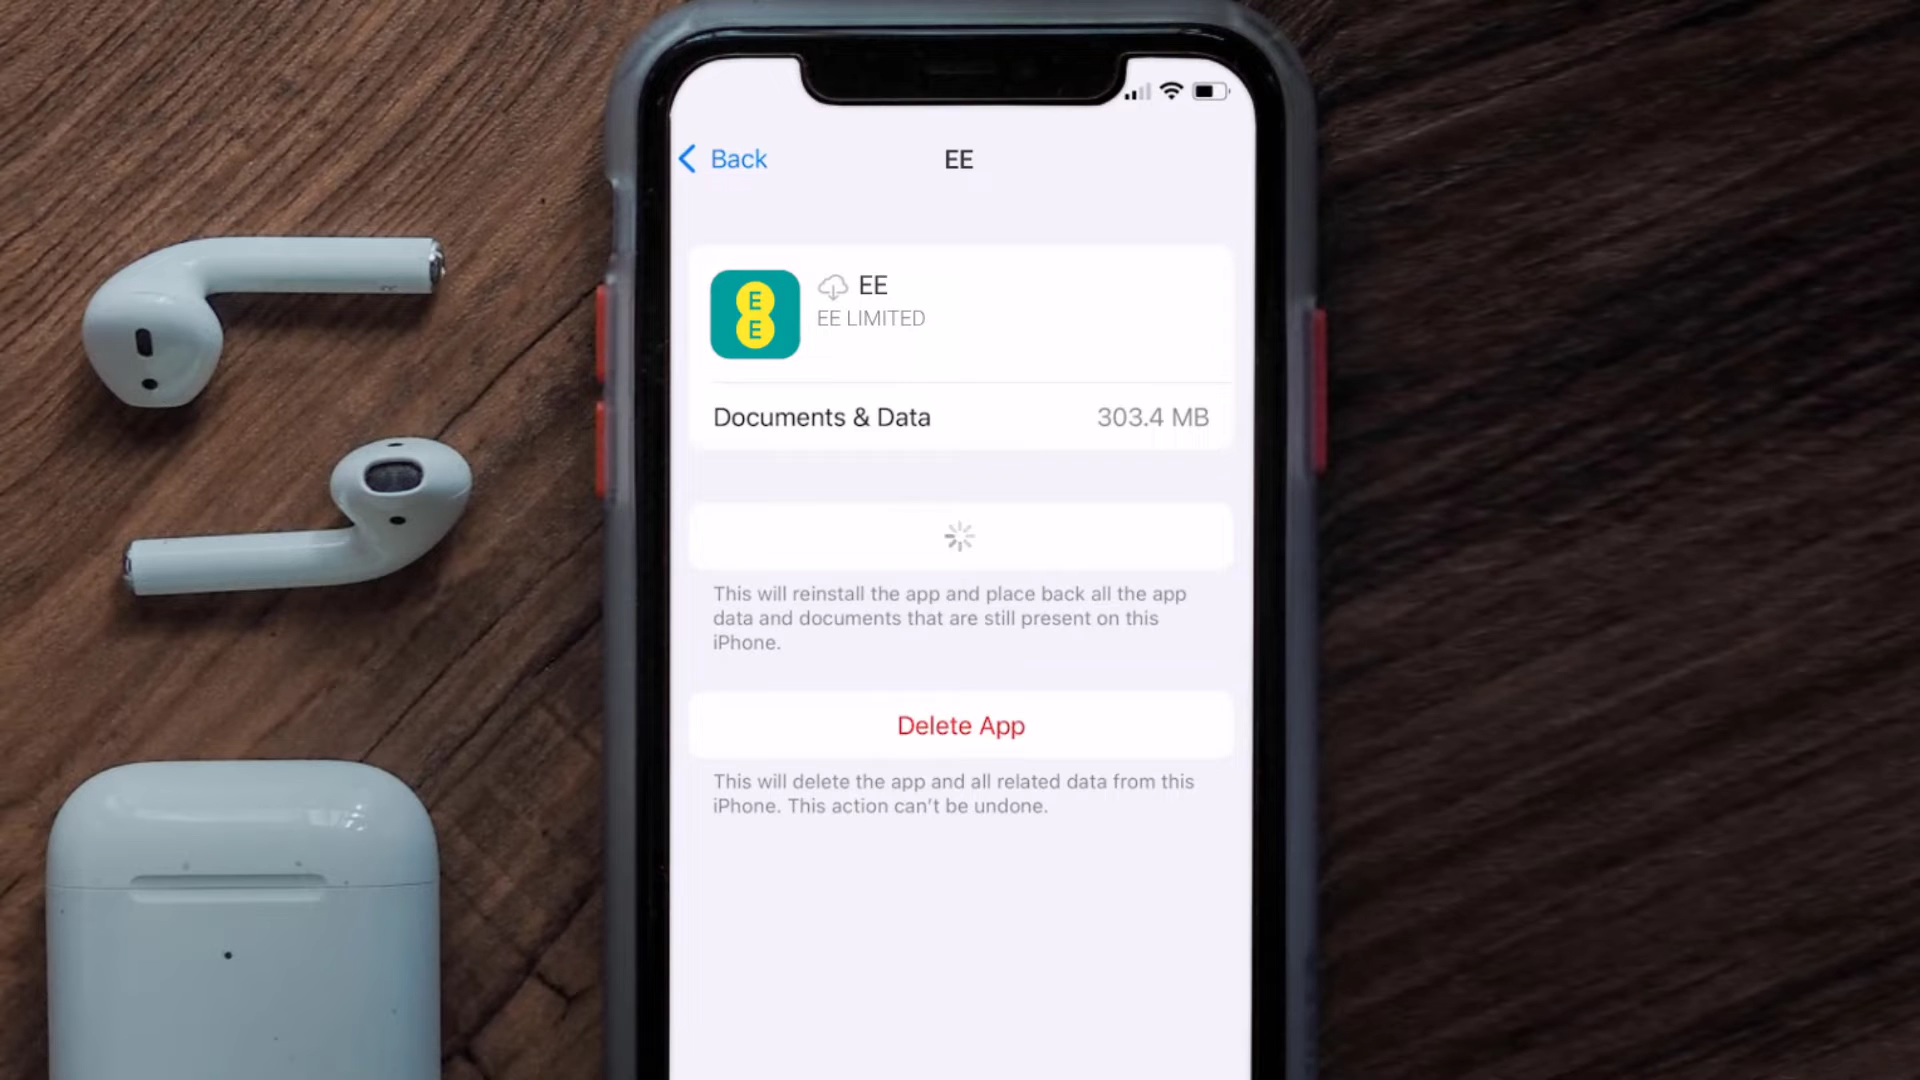 Back
EE
E
E
EE
EE LIMITED
Documents & Data
303.4 MB
This will reinstall the app and place back all the app
data and documents that are still present on this
iPhone.
Delete App
This will delete the app and all related data from this
iPhone. This action can't be undone.